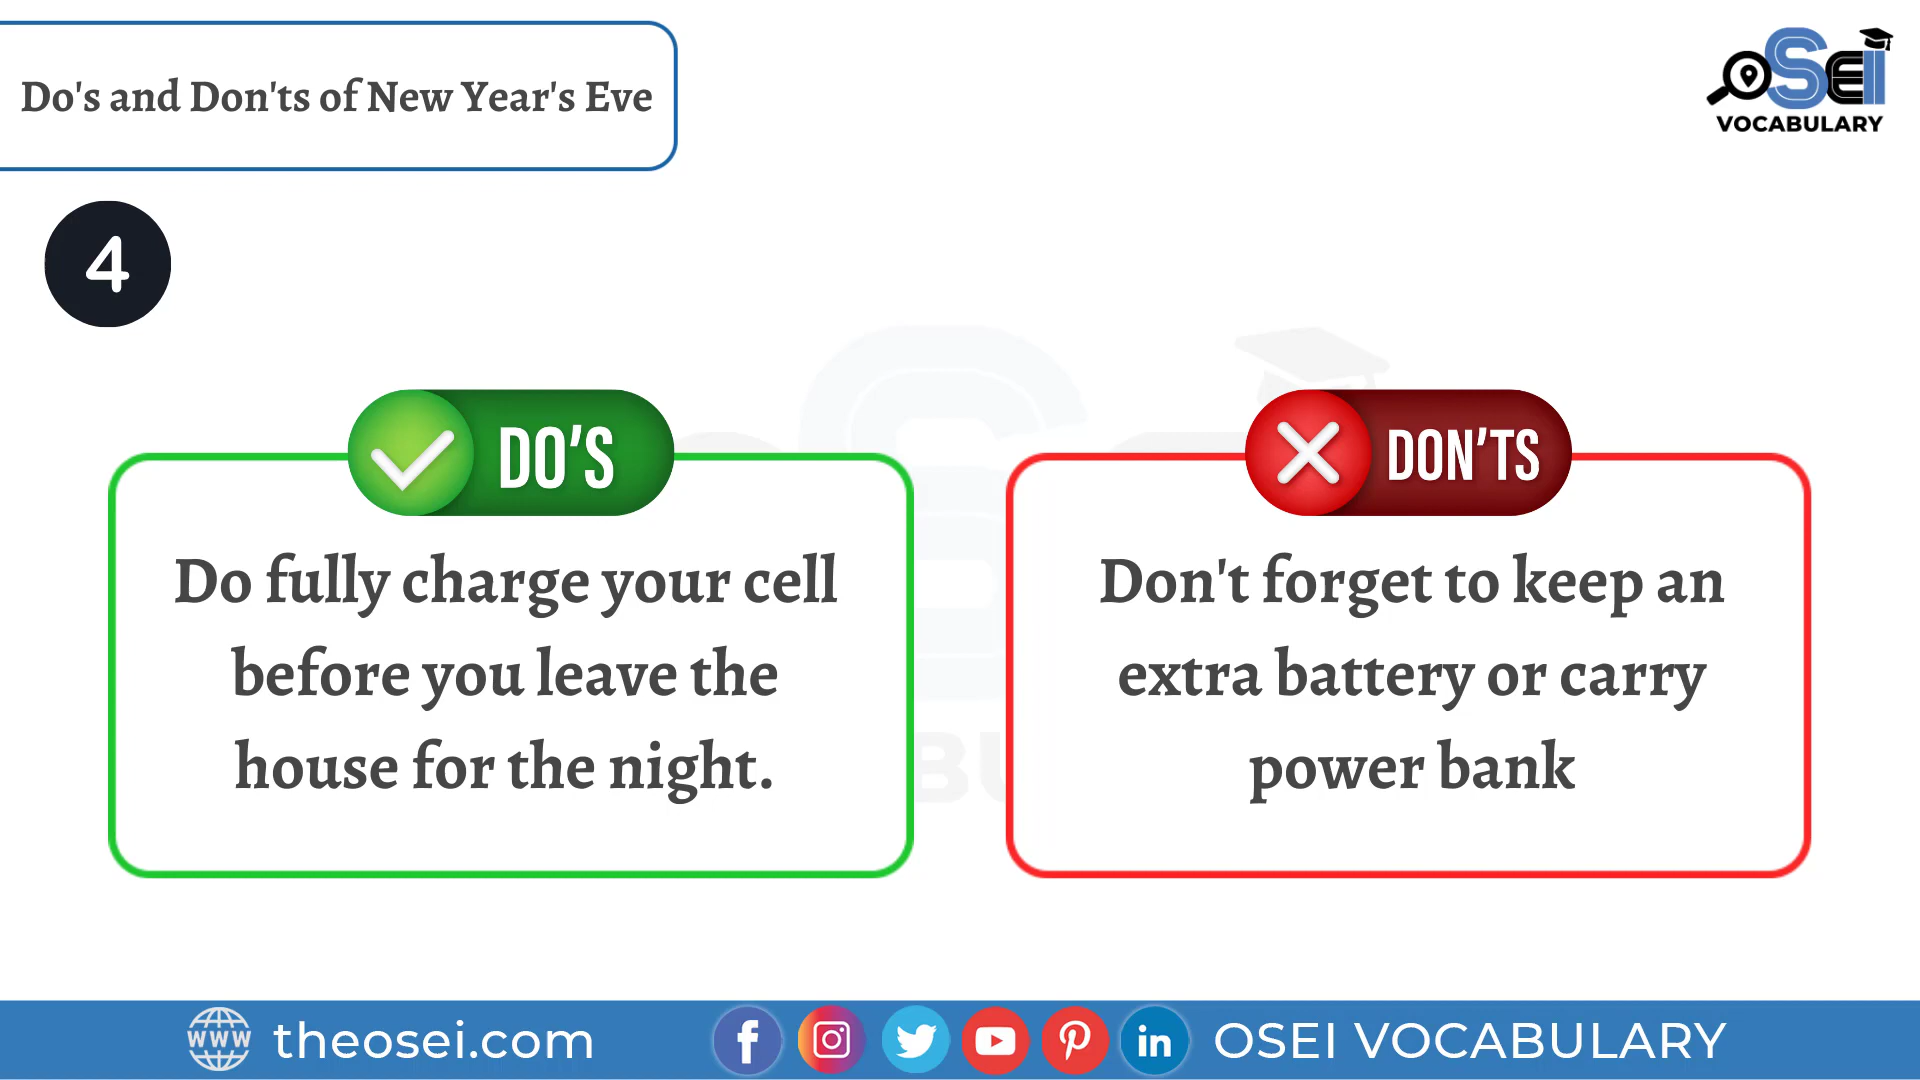 Do's and Don'ts of New Year's Eve
OSEI
VOCABULARY
4
DO'S
Do fully charge your cell
before you leave the
house for the night.
DON'TS
Don't forget to keep an
extra battery or carry
power bank
BU
www theosei.com
OSEI VOCABULARY